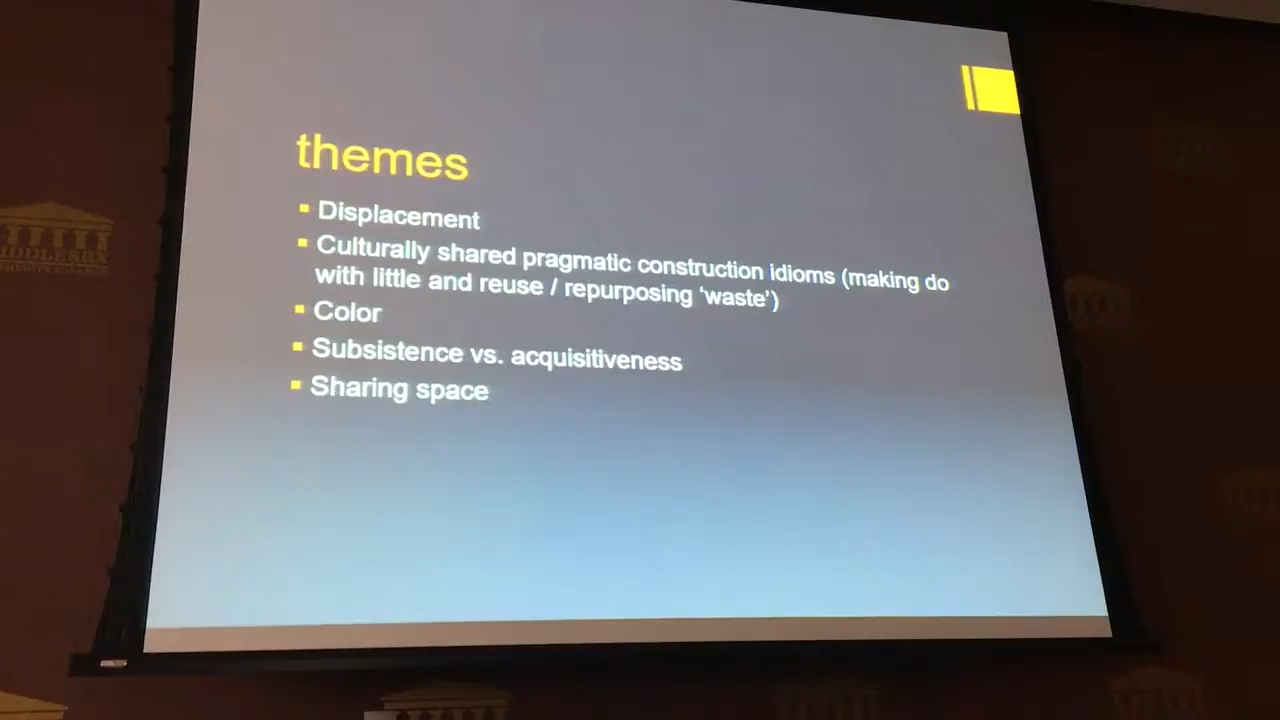 themes
Displacement
Culturally shared pragmatic construction idioms (making do
with little and reuse / repurposing ‘waste’)
Color
Subsistence vs. acquisitiveness
Sharing space